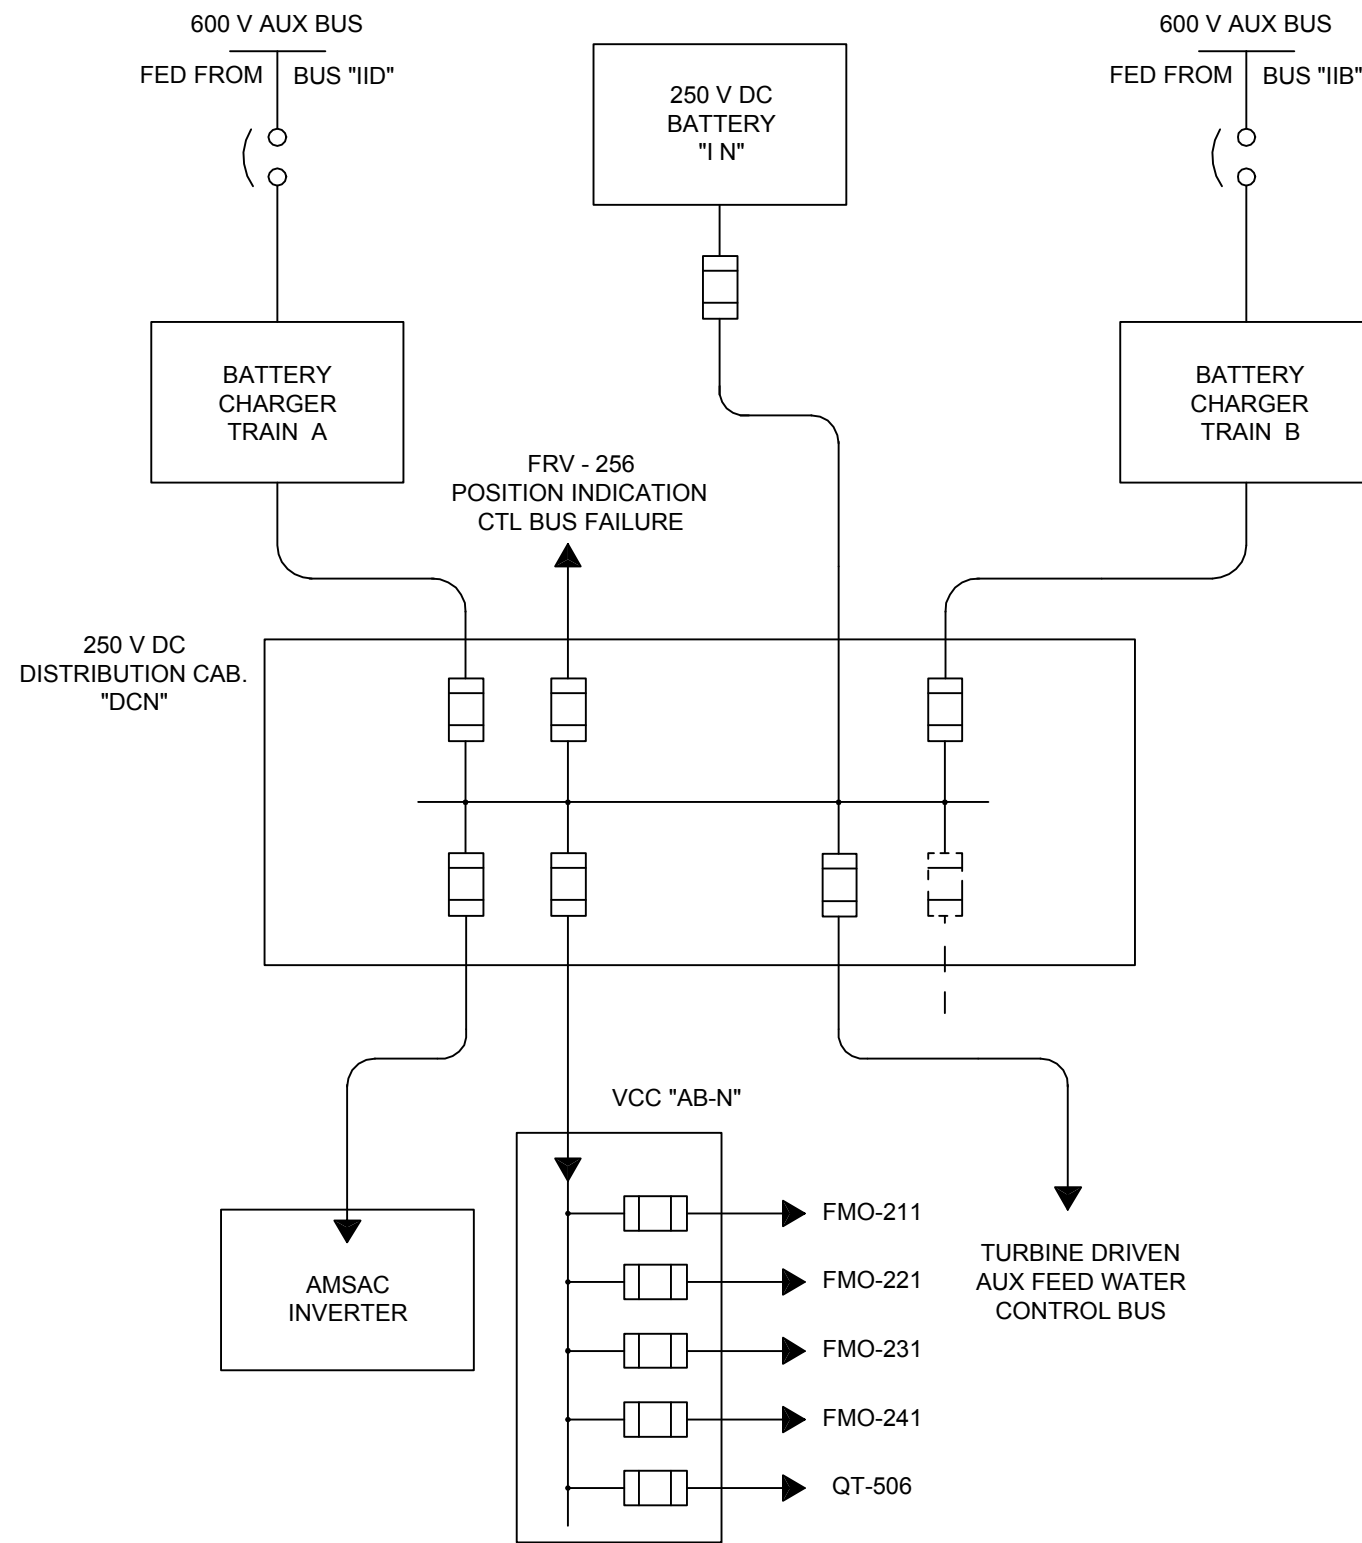 600 V AUX BUS
FED FROM BUS "IID"
250 V DC
BATTERY
"I N"
600 V AUX BUS
FED FROM BUS "IIB"
BATTERY
CHARGER
TRAIN A
BATTERY
CHARGER
TRAIN B
FRV - 256
POSITION INDICATION
CTL BUS FAILURE
250 V DC
DISTRIBUTION CAB.
"DCN"
VCC "AB-N"
FMO-211
FMO-221
FMO-231
FMO-241
QT-506
AMSAC
INVERTER
TURBINE DRIVEN
AUX FEED WATER
CONTROL BUS